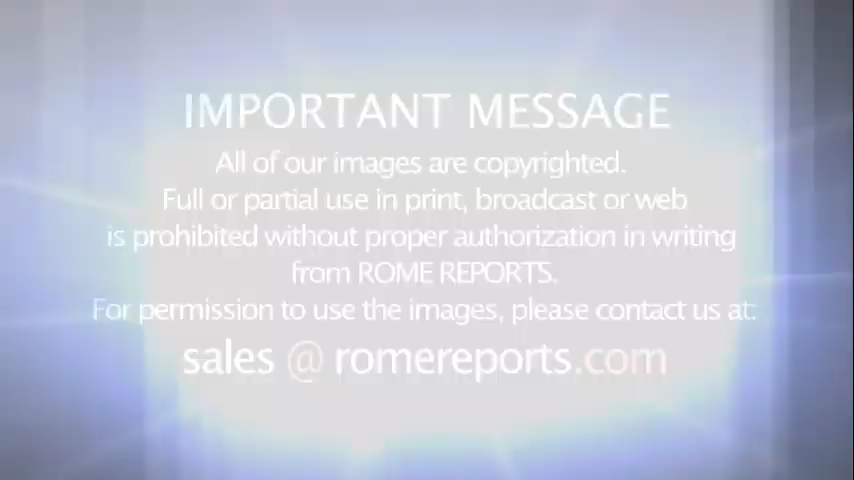 IMPORTANT MESSAGE
All of our images are copyrighted.
Full or partial use in print, broadcast or web
is prohibited without proper authorization in writing
from ROME REPORTS.
For permission to use the images, please contact us at:
sales @ romereports.com